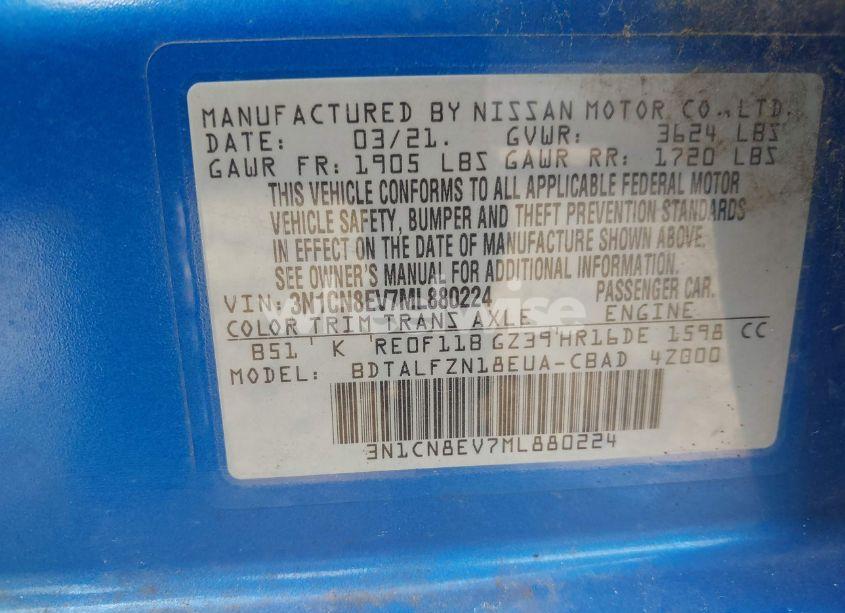 MANUFACTURED BY NISSAN MOTOR CO., LTD.
DATE: 03/21. GVWR: 3624 LBS
GAWR FR: 1905 LBS GAWR RR: 1720 LBS
THIS VEHICLE CONFORMS TO ALL APPLICABLE FEDERAL MOTOR
VEHICLE SAFETY, BUMPER AND THEFT PREVENTION STANDARDS
IN EFFECT ON THE DATE OF MANUFACTURE SHOWN ABOVE.
SEE OWNER'S MANUAL FOR ADDITIONAL INFORMATION.
VIN: 3N1CN8EV7ML880224 PASSENGER CAR.
COLOR TRIM TRANS AXLE ENGINE
B51 K RE0F11B GZ39 HR16DE 1598 CC
MODEL: BDTALFZN18EUA-CBAD 4Z800
3N1CN8EV7ML880224